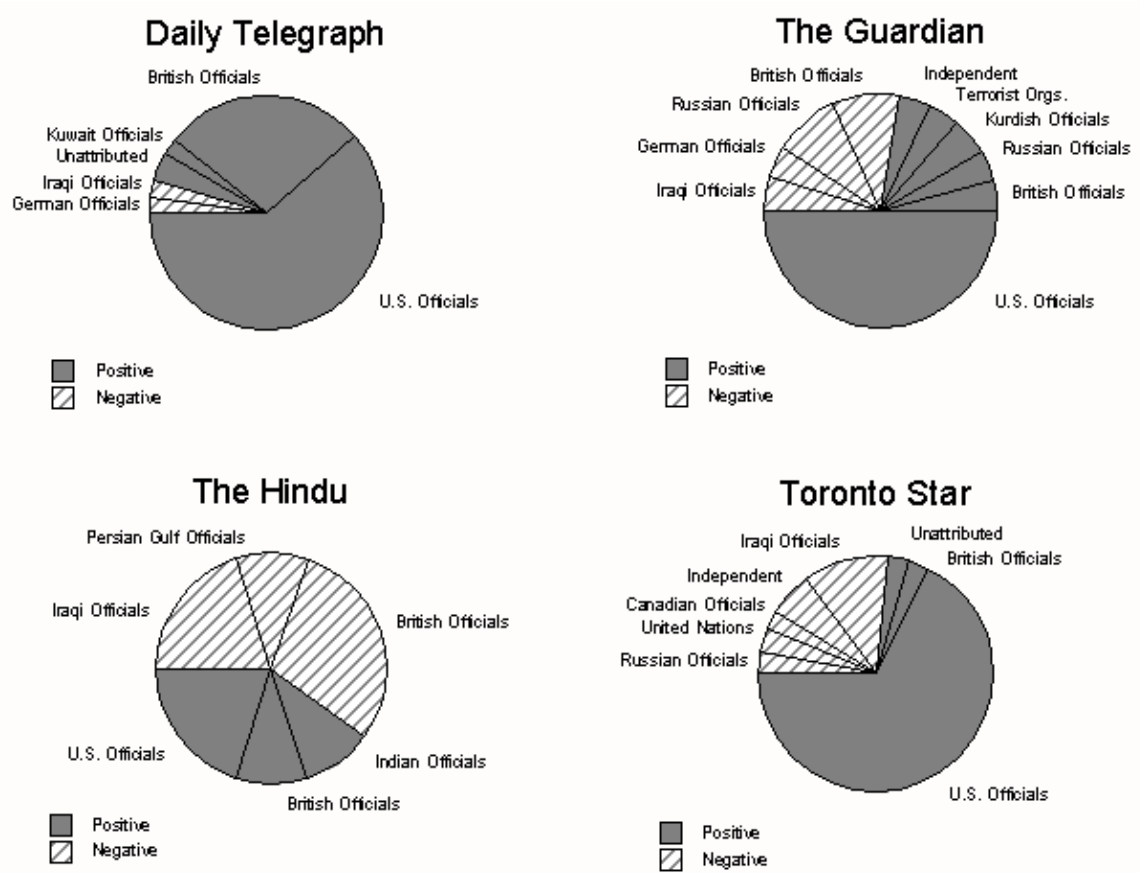 Daily Telegraph
British Officials
Kuwait Officials
Unattributed
Iraqi Officials
German Officials
U.S. Officials
Positive
Negative
The Guardian
British Officials
Independent
Terrorist Orgs.
Russian Officials
Kurdish Officials
German Officials
Russian Officials
Iraqi Officials
British Officials
U.S. Officials
Positive
Negative
The Hindu
Persian Gulf Officials
Iraqi Officials
British Officials
U.S. Officials
Indian Officials
British Officials
Positive
Negative
Toronto Star
Unattributed
Iraqi Officials
British Officials
Independent
Canadian Officials
United Nations
Russian Officials
U.S. Officials
Positive
Negative